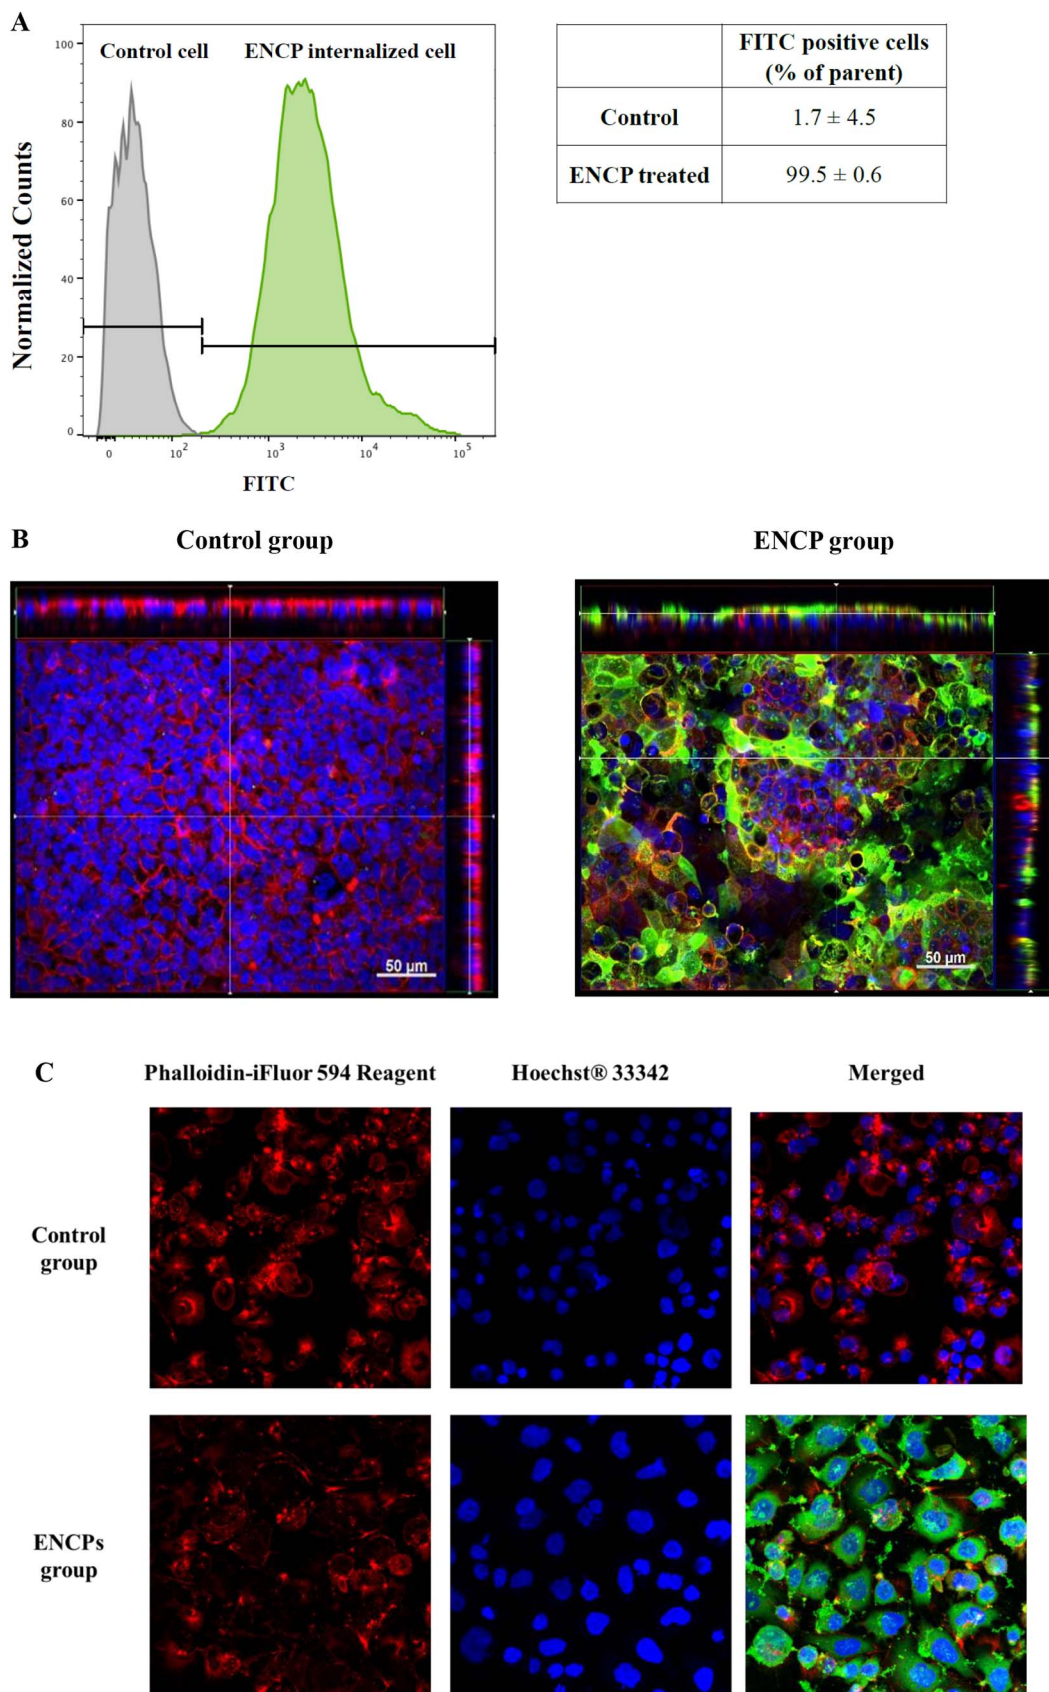 A
Control cell
ENCP internalized cell
100
80
60
40
20
0
Normalized Counts
0
10²
10³
10⁴
10⁵
FITC
FITC positive cells
(% of parent)
Control
1.7 ± 4.5
ENCP treated
99.5 ± 0.6
B
Control group
ENCP group
50 µm
50 µm
C
Phalloidin-iFluor 594 Reagent
Hoechst® 33342
Merged
Control
group
ENCPs
group